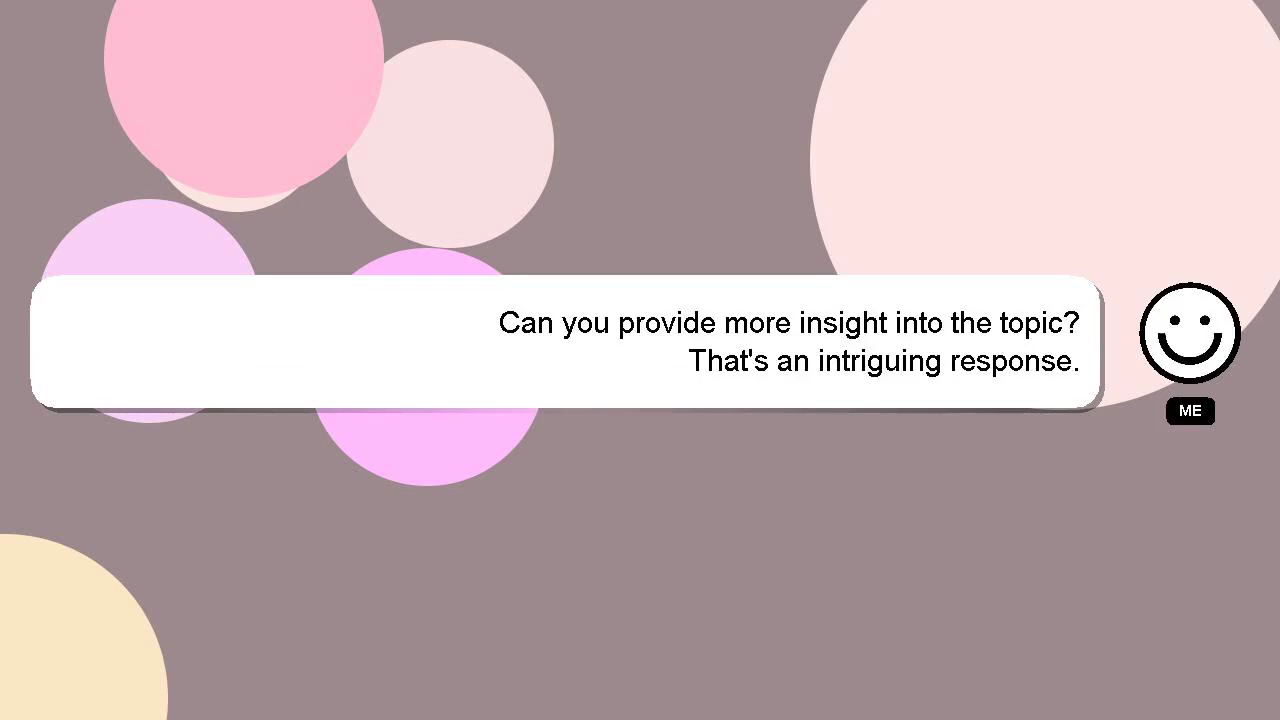 Can you provide more insight into the topic?
That's an intriguing response.
ME